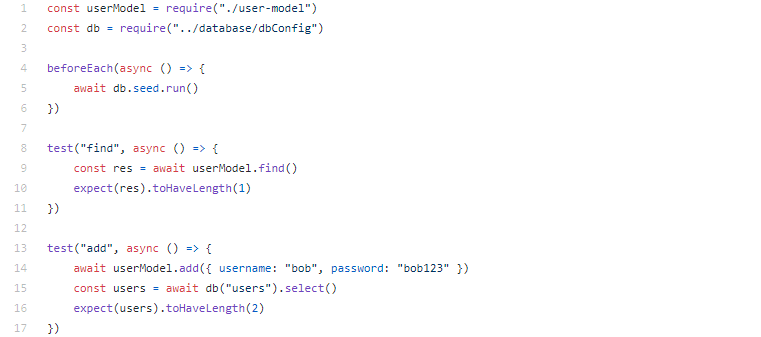 1 const userModel = require("./user-model")
2 const db = require("../database/dbConfig")
3
4 beforeEach(async () => {
5     await db.seed.run()
6 })
7
8 test("find", async () => {
9     const res = await userModel.find()
10     expect(res).toHaveLength(1)
11 })
12
13 test("add", async () => {
14     await userModel.add({ username: "bob", password: "bob123" })
15     const users = await db("users").select()
16     expect(users).toHaveLength(2)
17 })